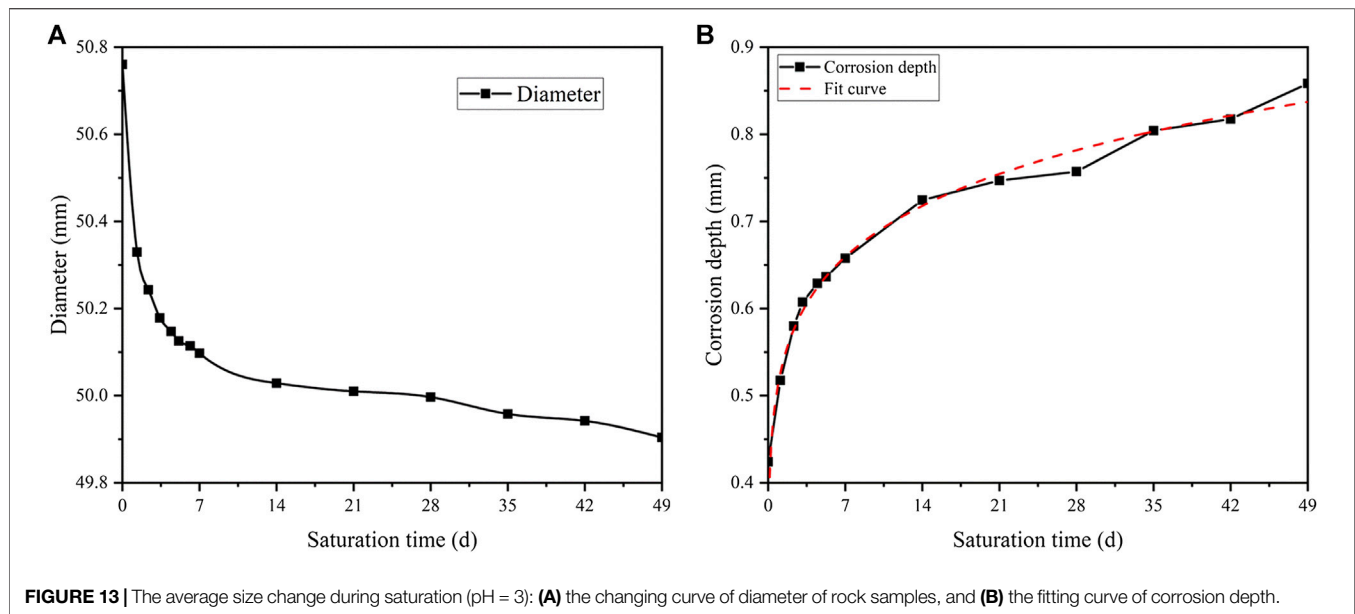 A
50.8
50.6
50.4
50.2
50.0
49.8
Diameter (mm)
Diameter
0 7 14 21 28 35 42 49
Saturation time (d)
B
0.9
0.8
0.7
0.6
0.5
0.4
Corrosion depth (mm)
Corrosion depth
Fit curve
0 7 14 21 28 35 42 49
Saturation time (d)
FIGURE 13 | The average size change during saturation (pH = 3): (A) the changing curve of diameter of rock samples, and (B) the fitting curve of corrosion depth.